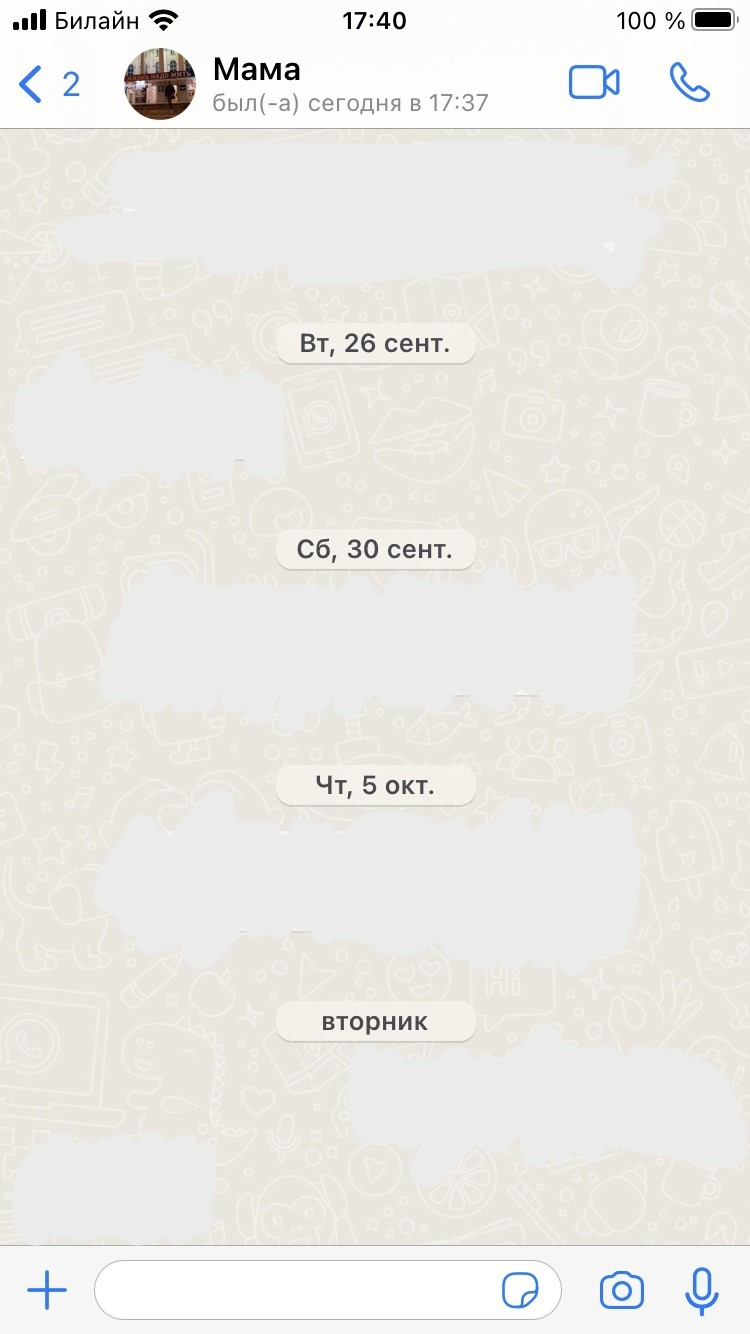 Билайн 17:40 100 %
2 Мама
был(-а) сегодня в 17:37
Вт, 26 сент.
Сб, 30 сент.
Чт, 5 окт.
Hi
вторник